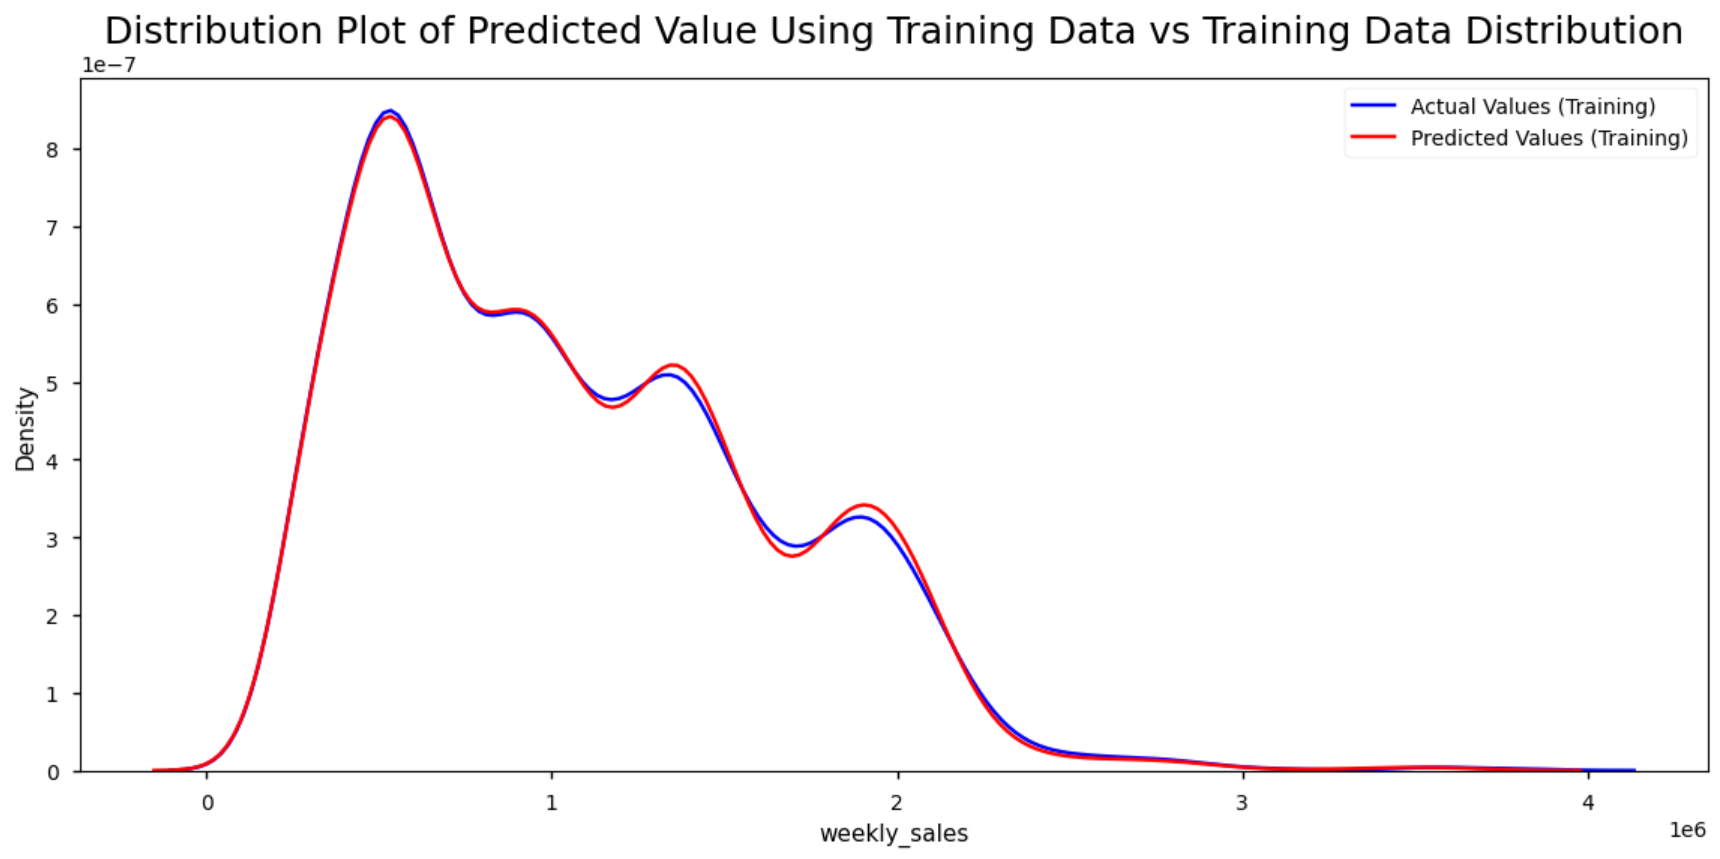 Distribution Plot of Predicted Value Using Training Data vs Training Data Distribution
1e−7
Actual Values (Training)
Predicted Values (Training)
8
7
6
5
4
3
2
1
0
Density
0 1 2 3 4
1e6
weekly_sales